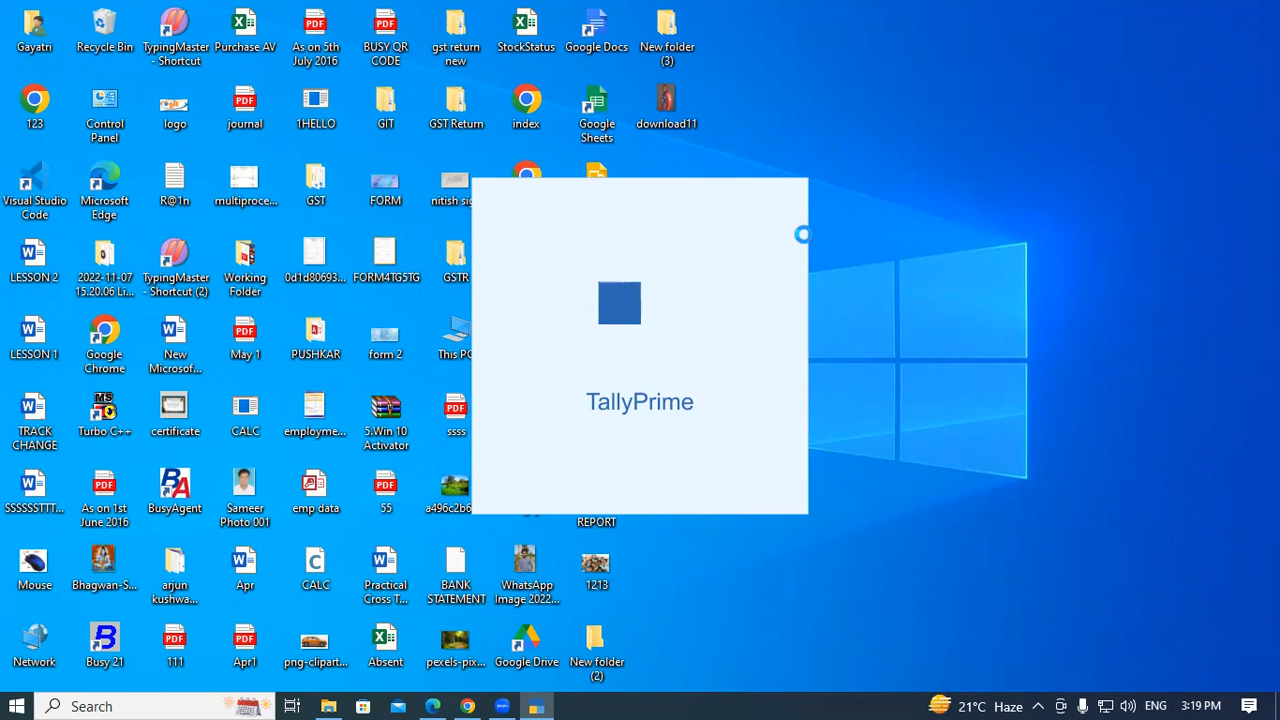 Gayatri
Recycle Bin
TypingMaster
- Shortcut
Purchase AV
As on 5th
July 2016
BUSY QR
CODE
gst return
new
StockStatus
Google Docs
New folder
(3)
123
Control
Panel
logo
journal
1HELLO
GIT
GST Return
index
Google
Sheets
download11
Visual Studio
Code
Microsoft
Edge
R@1n
multiproce...
GST
FORM
nitish
LESSON 2
2022-11-07
15.20.06 Li...
TypingMaster
- Shortcut (2)
Working
Folder
0d1d80693...
FORM4TG5TG
GSTR
LESSON 1
Google
Chrome
New
Microsof...
May 1
PUSHKAR
form 2
This PC
TallyPrime
TRACK
CHANGE
Turbo C++
certificate
CALC
employme...
5.Win 10
Activator
ssss
SSSSSSTTT...
As on 1st
June 2016
BusyAgent
Sameer
Photo 001
emp data
55
a496c2b6
REPORT
Mouse
Bhagwan-S...
arjun
kushwa...
Apr
CALC
Practical
Cross T...
BANK
STATEMENT
WhatsApp
Image 2022...
1213
Network
Busy 21
111
Apr1
png-clipart...
Absent
pexels-pix...
Google Drive
New folder
(2)
Search
21°C Haze
ENG
3:19 PM